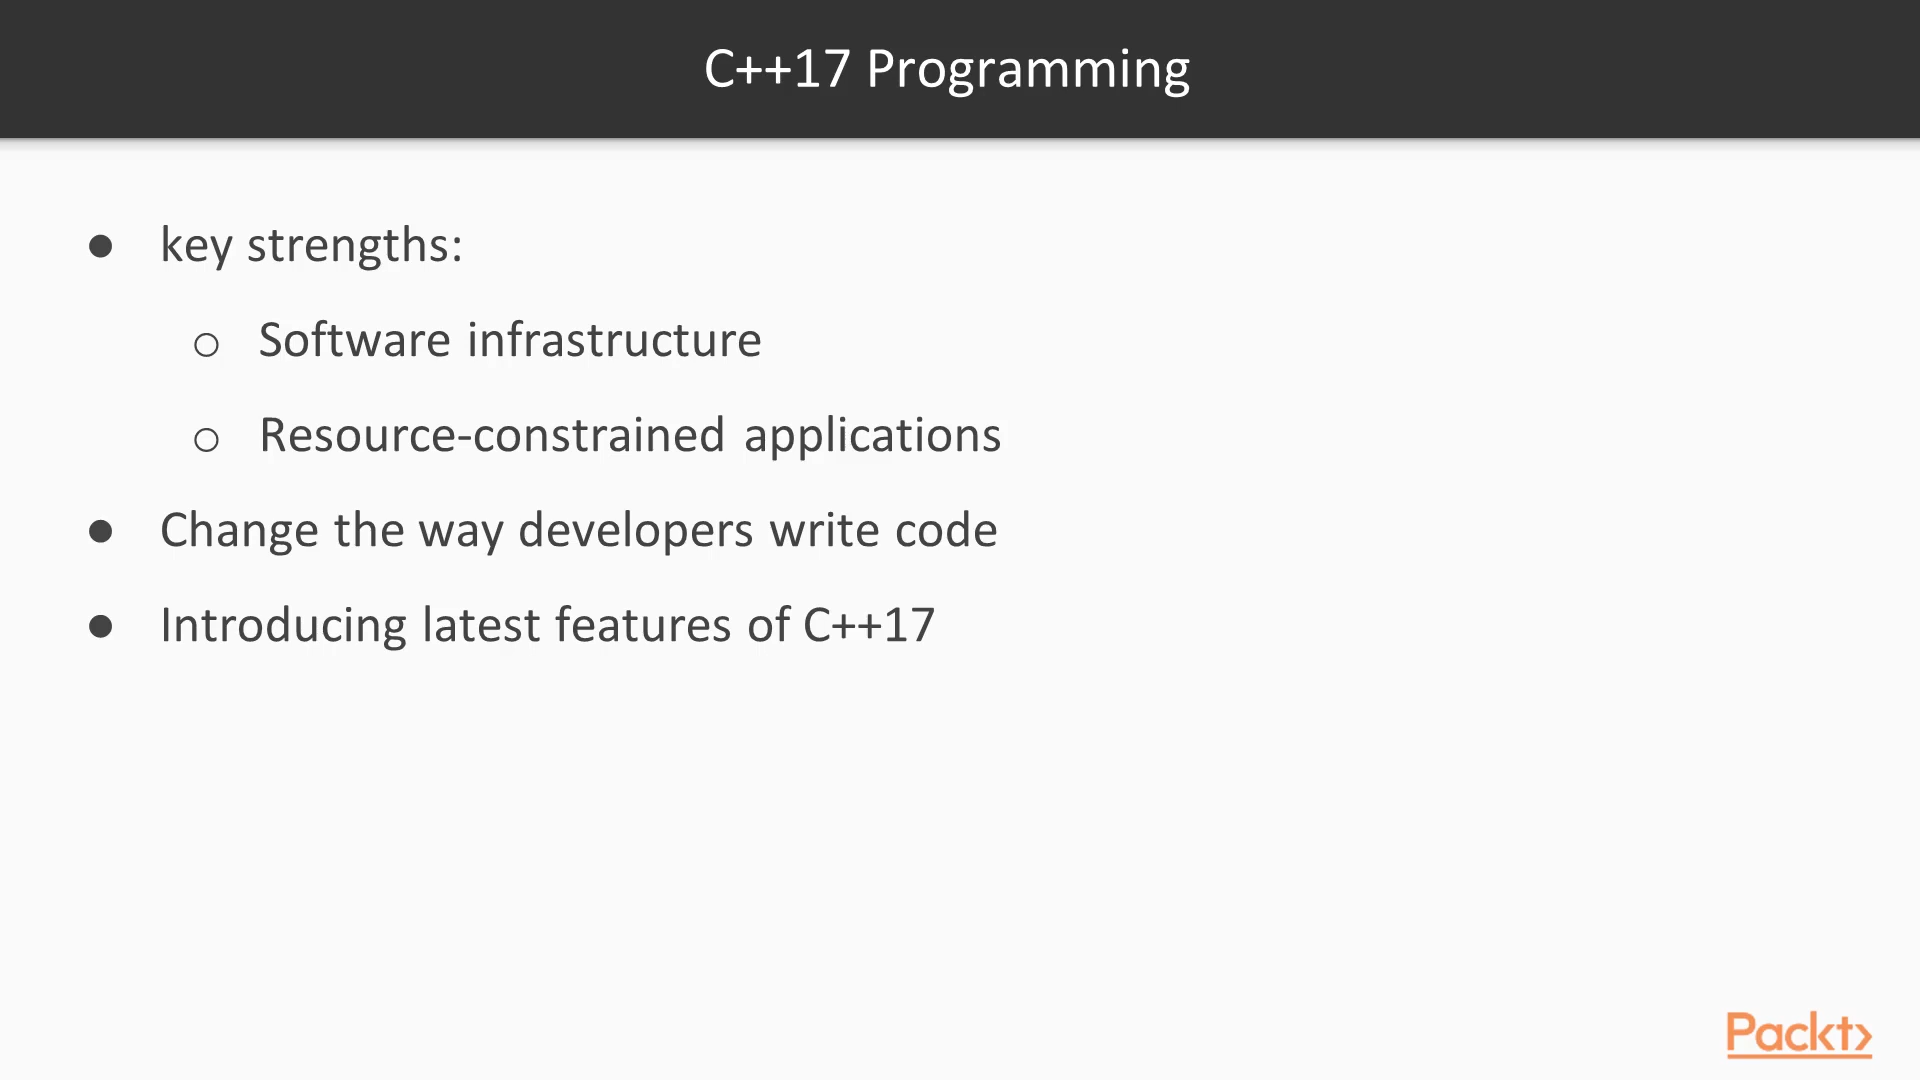 C++17 Programming
● key strengths:
○ Software infrastructure
○ Resource-constrained applications
● Change the way developers write code
● Introducing latest features of C++17
Packt>